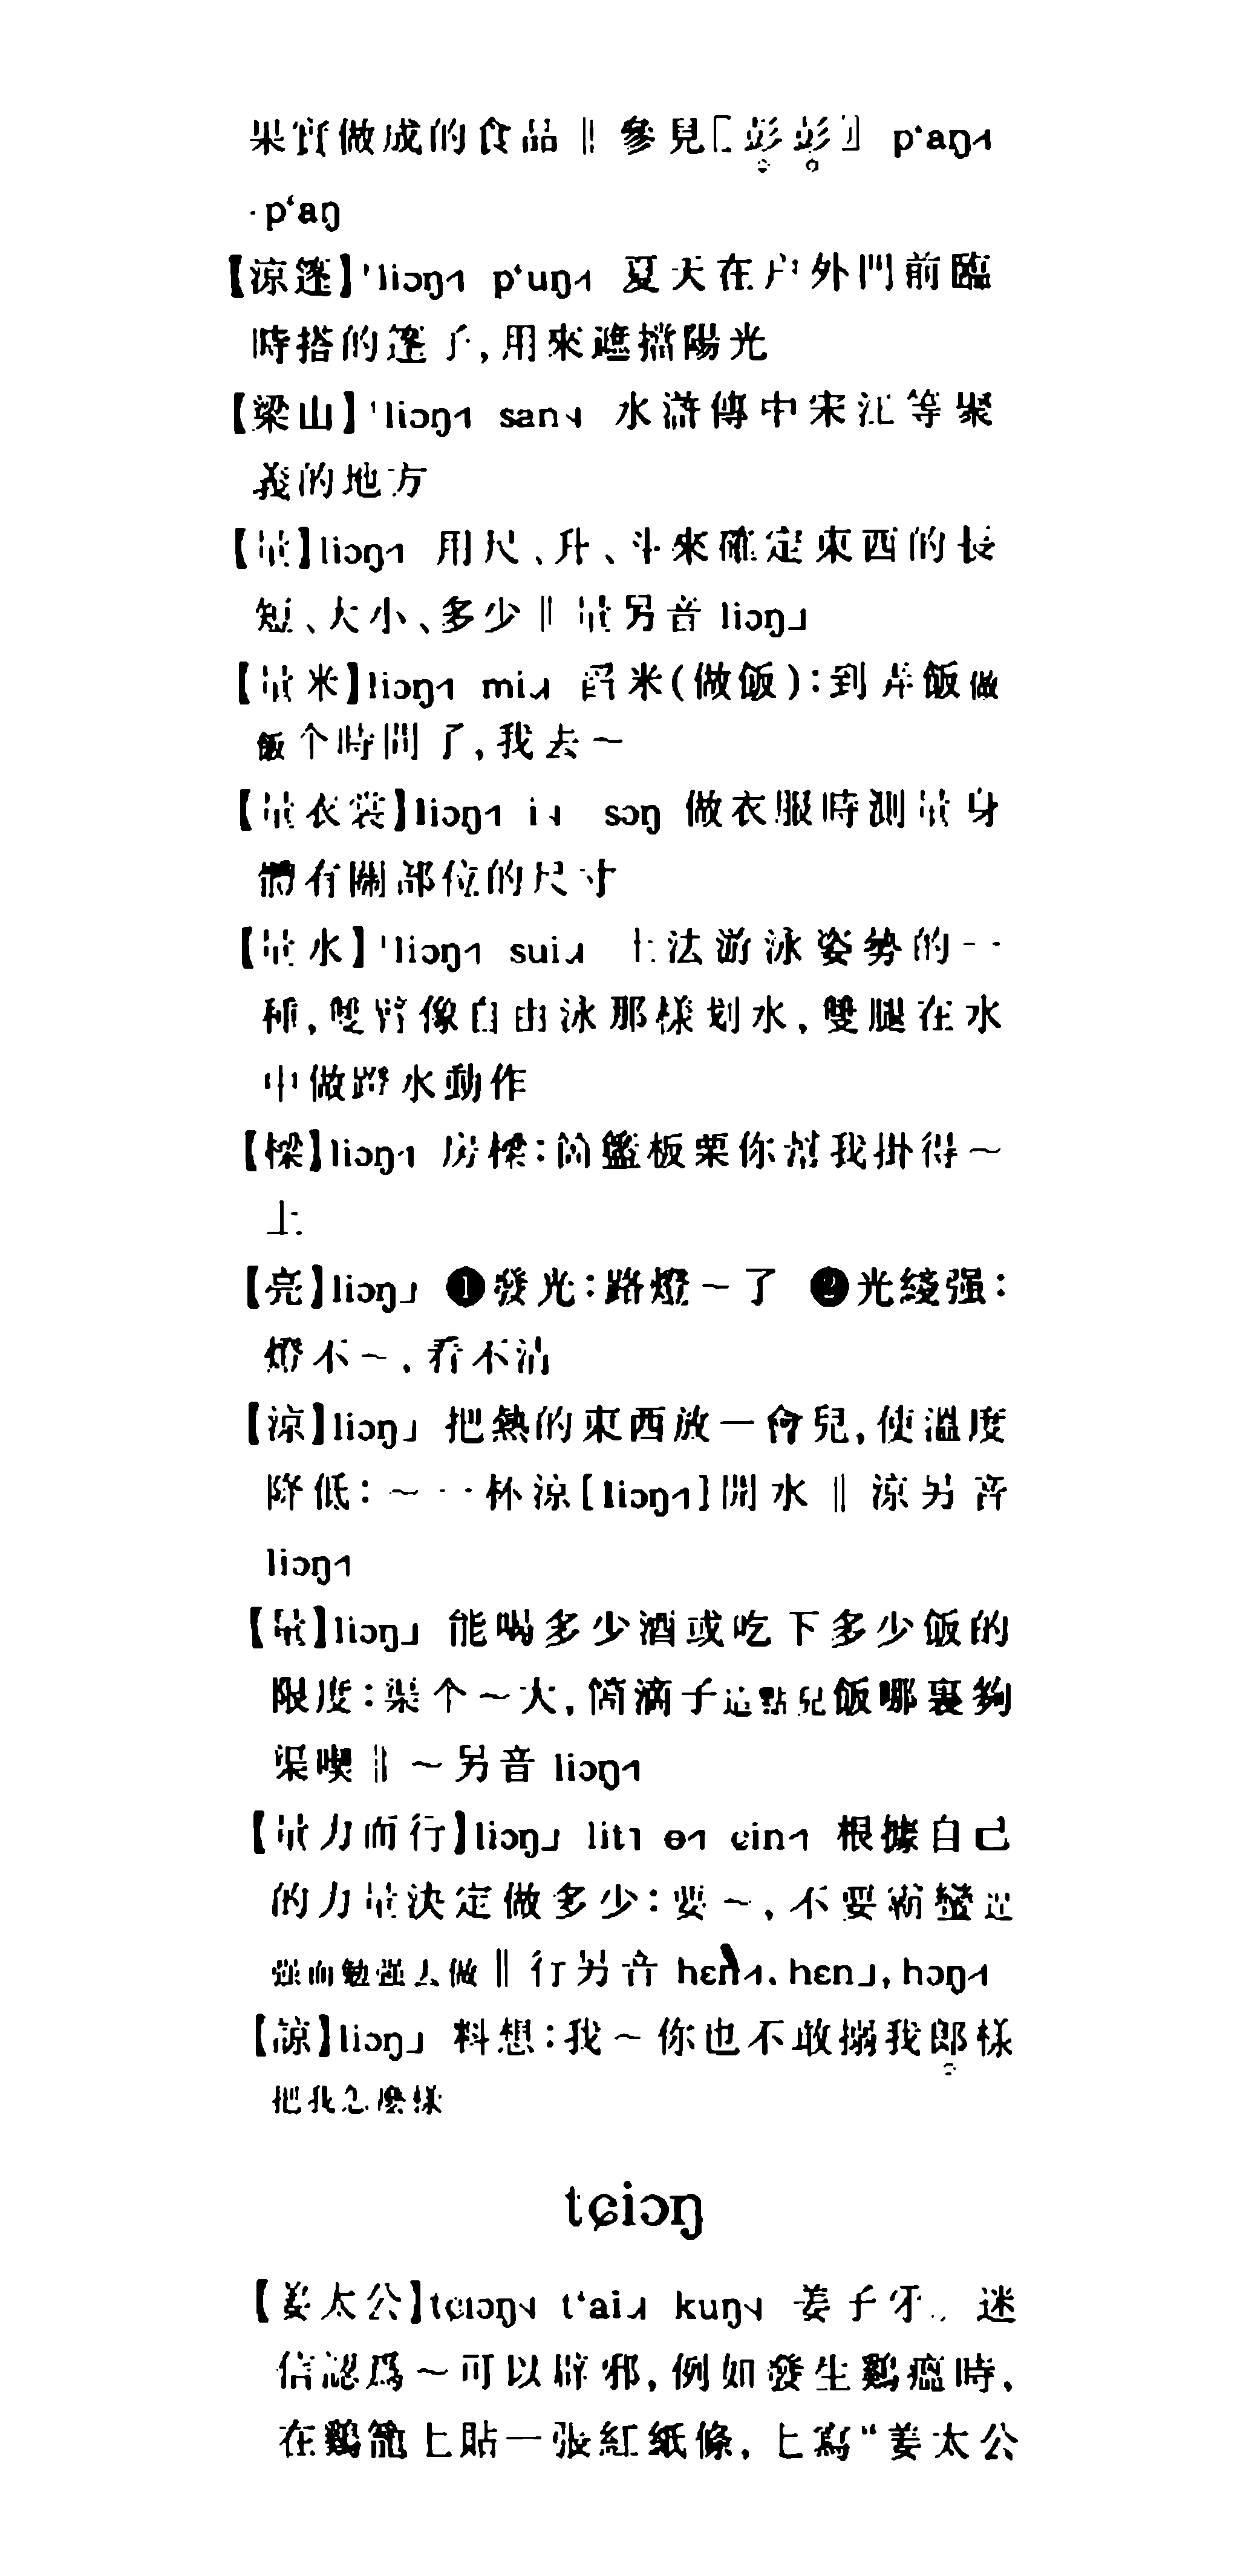 果實做成的食品‖參見〖彭彭〗 pʻaŋ˧˥
·pʻaŋ
【涼篷】ˈliɔŋ˧˥ pʻuŋ˧˥ 夏天在户外門前臨
時搭的篷子,用來遮擋陽光
【梁山】ˈliɔŋ˧˥ san˧˩ 水滸傳中宋江等聚
義的地方
【量】liɔŋ˧˥ 用尺、升、斗來確定東西的長
短、大小、多少‖量另音 liɔŋ˩
【量米】liɔŋ˧˥ mi˨˩ 舀米(做飯):到弄飯做
飯个時間了,我去～
【量衣裳】liɔŋ˧˥ i˧˩ sɔŋ 做衣服時測量身
體有關部位的尺寸
【量水】ˈliɔŋ˧˥ sui˨˩ 土法游泳姿勢的一
種,雙臂像自由泳那樣划水,雙腿在水
中做蹬水動作
【樑】liɔŋ˧˥ 房樑:箇籃板栗你幫我掛得～
上
【亮】liɔŋ˩ ❶發光:路燈～了 ❷光綫强:
燈不～,看不清
【涼】liɔŋ˩ 把熱的東西放一會兒,使溫度
降低:～一杯涼[liɔŋ˧˥]開水‖涼另音
liɔŋ˧˥
【量】liɔŋ˩ 能喝多少酒或吃下多少飯的
限度:渠个～大,箇滴子這點兒飯哪裏夠
渠喫‖～另音 liɔŋ˧˥
【量力而行】liɔŋ˩ lit˥ ɵ˧˥ ɕin˧˥ 根據自己
的力量決定做多少:要～,不要霸蠻逞
强而勉强去做‖行另音 hɛn˧˥,hɛn˩,hɔŋ˧˥
【諒】liɔŋ˩ 料想:我～你也不敢搦我郎樣
把我怎麼樣
tɕiɔŋ
【姜太公】tɕiɔŋ˧˩ tʻai˨˩ kuŋ˧˩ 姜子牙。迷
信認爲～可以辟邪,例如發生鷄瘟時,
在鷄籠上貼一張紅紙條,上寫“姜太公